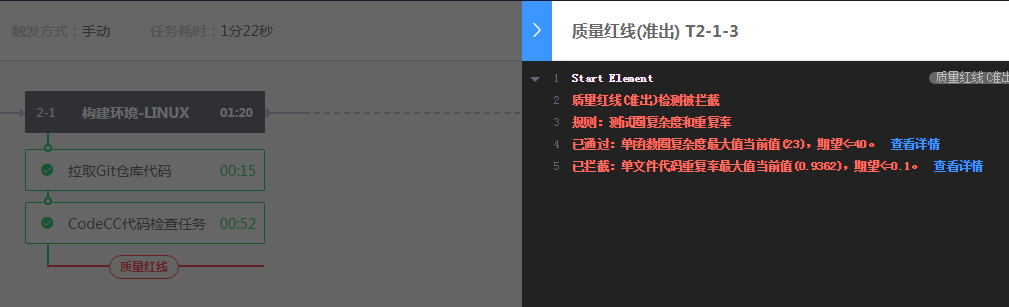 触发方式：手动 任务耗时：1分22秒
2-1 构建环境-LINUX 01:20
拉取Git仓库代码 00:15
CodeCC代码检查任务 00:52
质量红线
质量红线(准出) T2-1-3
1 Start Element 质量红线(准出
2 质量红线(准出)检测被拦截
3 规则：测试圈复杂度和重复率
4 已通过：单函数圈复杂度最大值当前值(23)，期望<=40。 查看详情
5 已拦截：单文件代码重复率最大值当前值(0.9362)，期望<=0.1。 查看详情